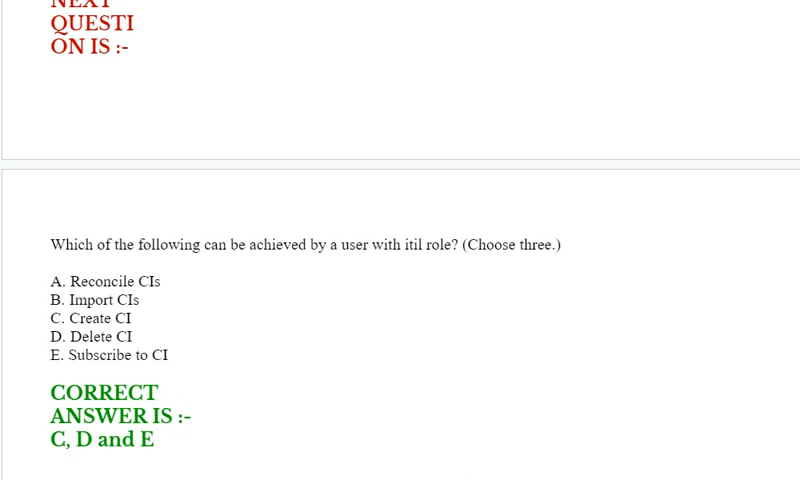 NEXT
QUESTI
ON IS :-
Which of the following can be achieved by a user with itil role? (Choose three.)
A. Reconcile CIs
B. Import CIs
C. Create CI
D. Delete CI
E. Subscribe to CI
CORRECT
ANSWER IS :-
C, D and E